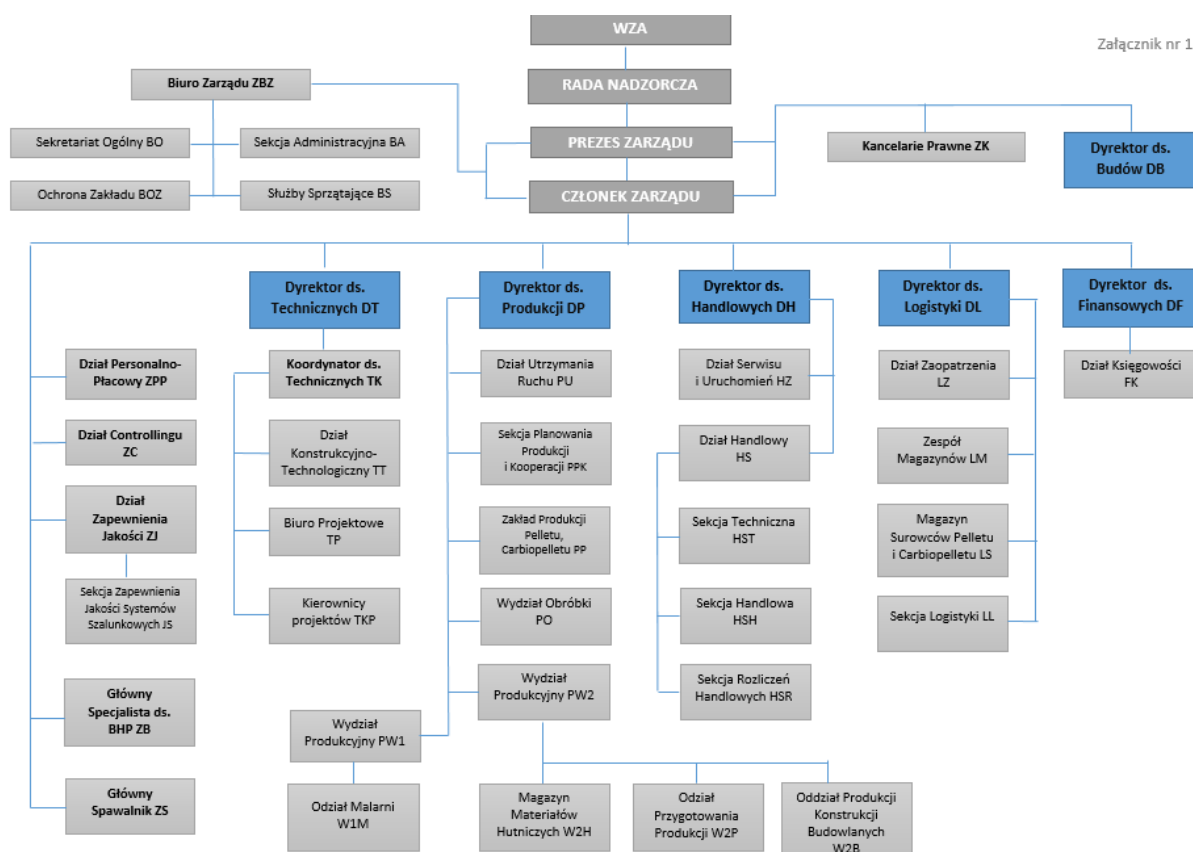 WZA
Załącznik nr 1
RADA NADZORCZA
Biuro Zarządu ZBZ
Sekretariat Ogólny BO
Sekcja Administracyjna BA
PREZES ZARZĄDU
Kancelarie Prawne ZK
Dyrektor ds.
Budów DB
Ochrona Zakładu BOZ
Służby Sprzątające BS
CZŁONEK ZARZĄDU
Dyrektor ds.
Technicznych DT
Dyrektor ds.
Produkcji DP
Dyrektor ds.
Handlowych DH
Dyrektor ds.
Logistyki DL
Dyrektor ds.
Finansowych DF
Dział Personalno-
Płacowy ZPP
Dział Controllingu
ZC
Dział
Zapewnienia
Jakości ZJ
Sekcja Zapewnienia
Jakości Systemów
Szalunkowych JS
Główny
Specjalista ds.
BHP ZB
Główny
Spawalnik ZS
Koordynator ds.
Technicznych TK
Dział
Konstrukcyjno-
Technologiczny TT
Biuro Projektowe
TP
Kierownicy
projektów TKP
Dział Utrzymania
Ruchu PU
Sekcja Planowania
Produkcji
i Kooperacji PPK
Zakład Produkcji
Pelletu,
Carbiopelletu PP
Wydział Obróbki
PO
Wydział
Produkcyjny PW2
Wydział
Produkcyjny PW1
Odział Malarni
W1M
Magazyn
Materiałów
Hutniczych W2H
Odział
Przygotowania
Produkcji W2P
Oddział Produkcji
Konstrukcji
Budowlanych
W2B
Dział Serwisu
i Uruchomień HZ
Dział Handlowy
HS
Sekcja Techniczna
HST
Sekcja Handlowa
HSH
Sekcja Rozliczeń
Handlowych HSR
Dział Zaopatrzenia
LZ
Zespół
Magazynów LM
Magazyn
Surowców Pelletu
i Carbiopelletu LS
Sekcja Logistyki LL
Dział Księgowości
FK